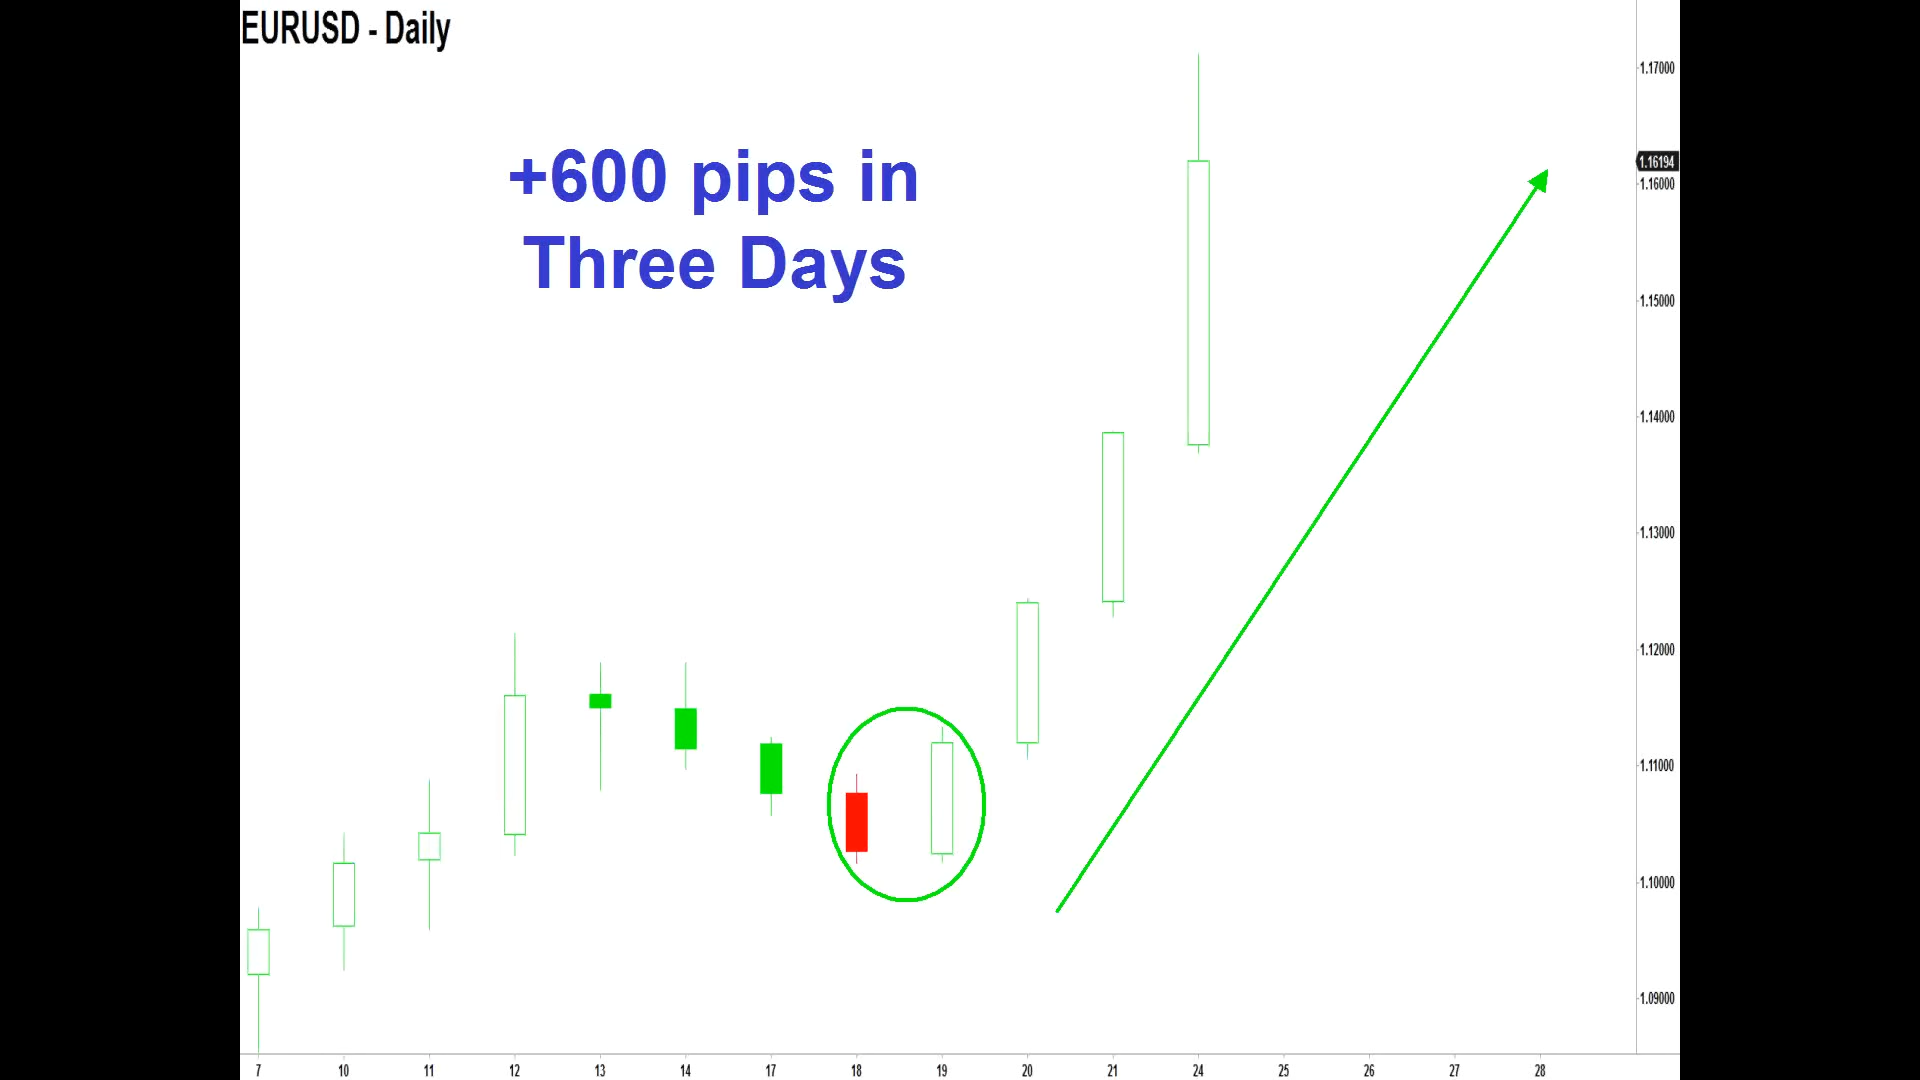 EURUSD - Daily
+600 pips in
Three Days
1.17000
1.16194
1.16000
1.15000
1.14000
1.13000
1.12000
1.11000
1.10000
1.09000
7 10 11 12 13 14 17 18 19 20 21 24 25 26 27 28